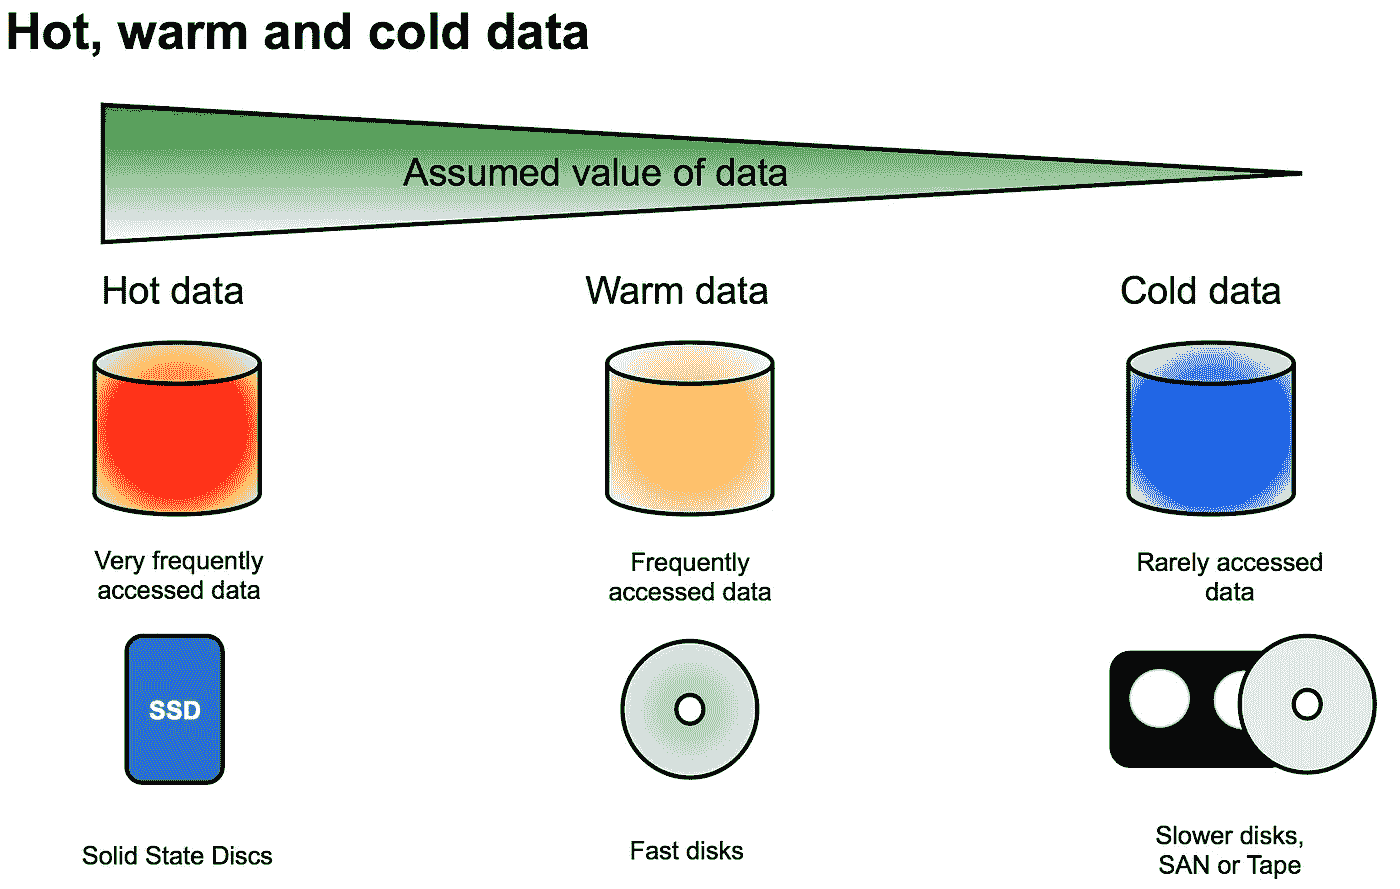 Hot, warm and cold data
Assumed value of data
Hot data
Warm data
Cold data
Very frequently
accessed data
Frequently
accessed data
Rarely accessed
data
SSD
Solid State Discs
Fast disks
Slower disks,
SAN or Tape